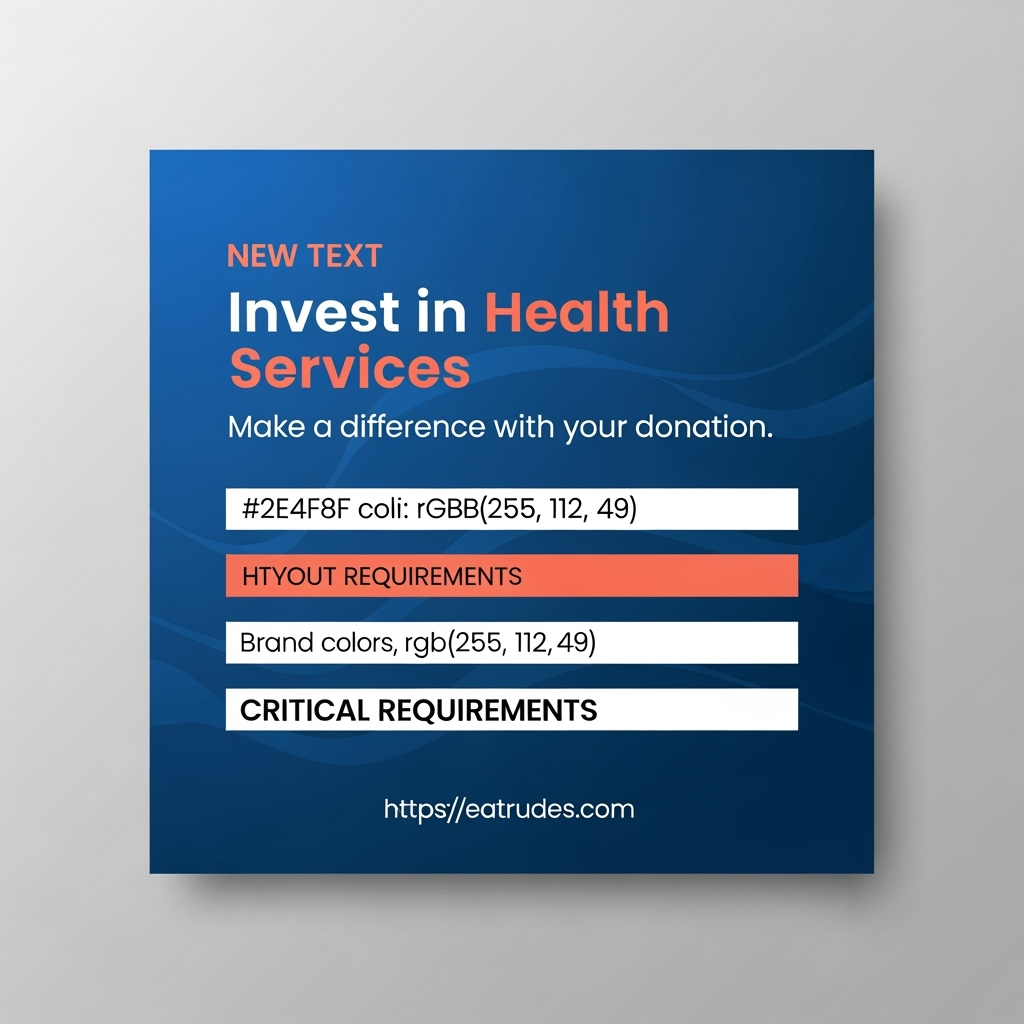 NEW TEXT
Invest in Health
Services
Make a difference with your donation.
#2E4F8F coli: rGBB(255, 112, 49)
HTYOUT REQUIREMENTS
Brand colors, rgb(255, 112, 49)
CRITICAL REQUIREMENTS
https//eatrudes.com